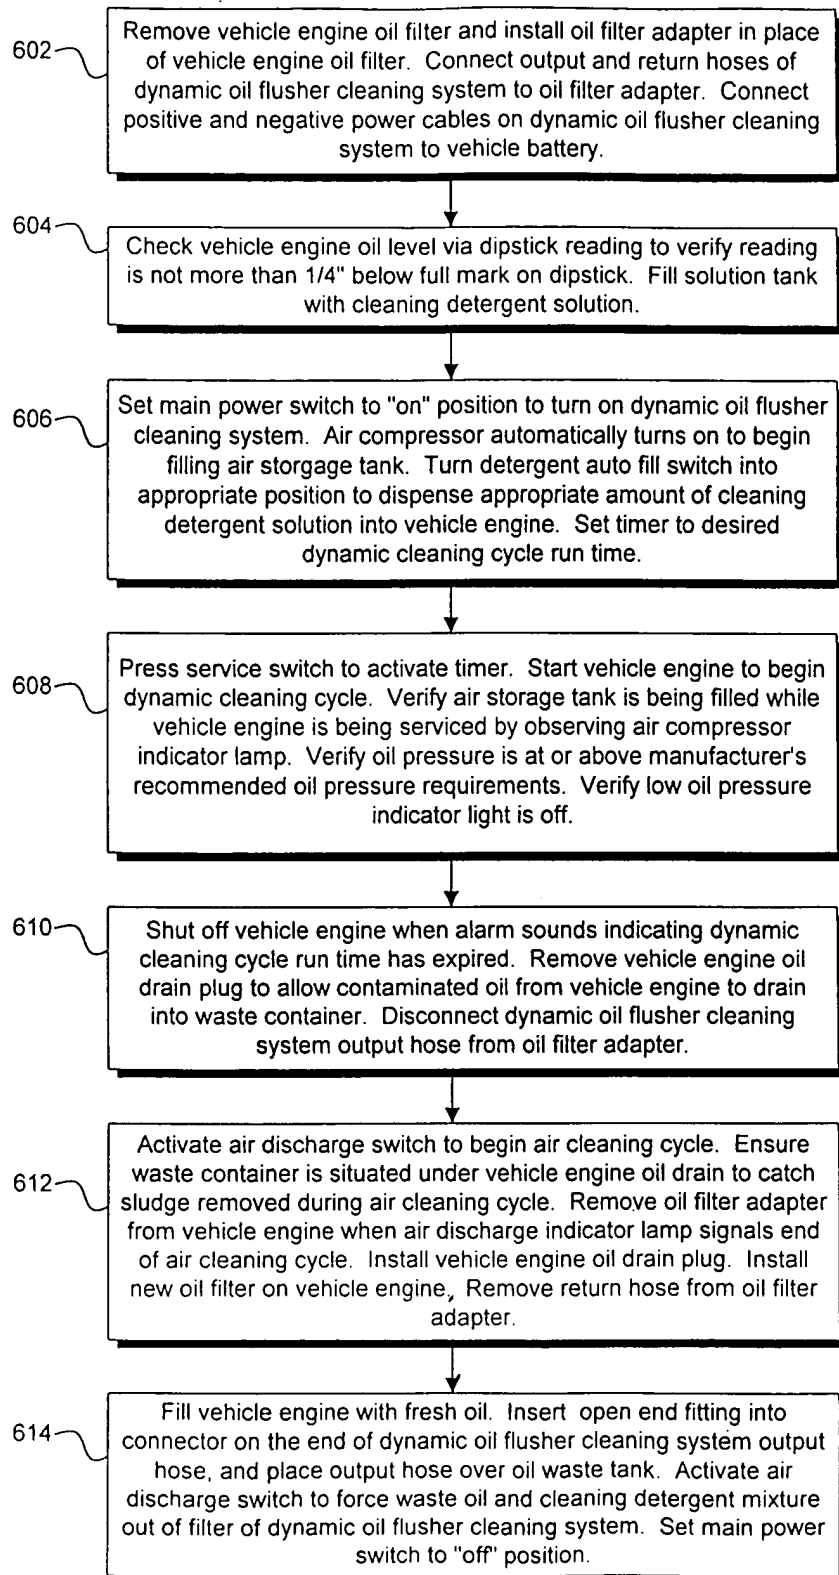 602
Remove vehicle engine oil filter and install oil filter adapter in place
of vehicle engine oil filter. Connect output and return hoses of
dynamic oil flusher cleaning system to oil filter adapter. Connect
positive and negative power cables on dynamic oil flusher cleaning
system to vehicle battery.
604
Check vehicle engine oil level via dipstick reading to verify reading
is not more than 1/4" below full mark on dipstick. Fill solution tank
with cleaning detergent solution.
606
Set main power switch to "on" position to turn on dynamic oil flusher
cleaning system. Air compressor automatically turns on to begin
filling air storgage tank. Turn detergent auto fill switch into
appropriate position to dispense appropriate amount of cleaning
detergent solution into vehicle engine. Set timer to desired
dynamic cleaning cycle run time.
608
Press service switch to activate timer. Start vehicle engine to begin
dynamic cleaning cycle. Verify air storage tank is being filled while
vehicle engine is being serviced by observing air compressor
indicator lamp. Verify oil pressure is at or above manufacturer's
recommended oil pressure requirements. Verify low oil pressure
indicator light is off.
610
Shut off vehicle engine when alarm sounds indicating dynamic
cleaning cycle run time has expired. Remove vehicle engine oil
drain plug to allow contaminated oil from vehicle engine to drain
into waste container. Disconnect dynamic oil flusher cleaning
system output hose from oil filter adapter.
612
Activate air discharge switch to begin air cleaning cycle. Ensure
waste container is situated under vehicle engine oil drain to catch
sludge removed during air cleaning cycle. Remove oil filter adapter
from vehicle engine when air discharge indicator lamp signals end
of air cleaning cycle. Install vehicle engine oil drain plug. Install
new oil filter on vehicle engine, Remove return hose from oil filter
adapter.
614
Fill vehicle engine with fresh oil. Insert open end fitting into
connector on the end of dynamic oil flusher cleaning system output
hose, and place output hose over oil waste tank. Activate air
discharge switch to force waste oil and cleaning detergent mixture
out of filter of dynamic oil flusher cleaning system. Set main power
switch to "off" position.